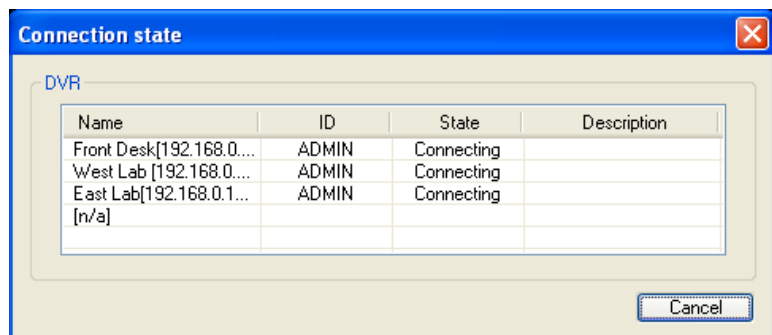 Connection state
DVR
Name ID State Description
Front Desk[192.168.0.... ADMIN Connecting
West Lab [192.168.0.... ADMIN Connecting
East Lab[192.168.0.1... ADMIN Connecting
[n/a]
Cancel